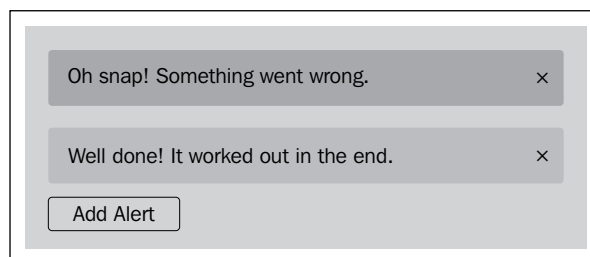 Oh snap! Something went wrong. ×
Well done! It worked out in the end. ×
Add Alert